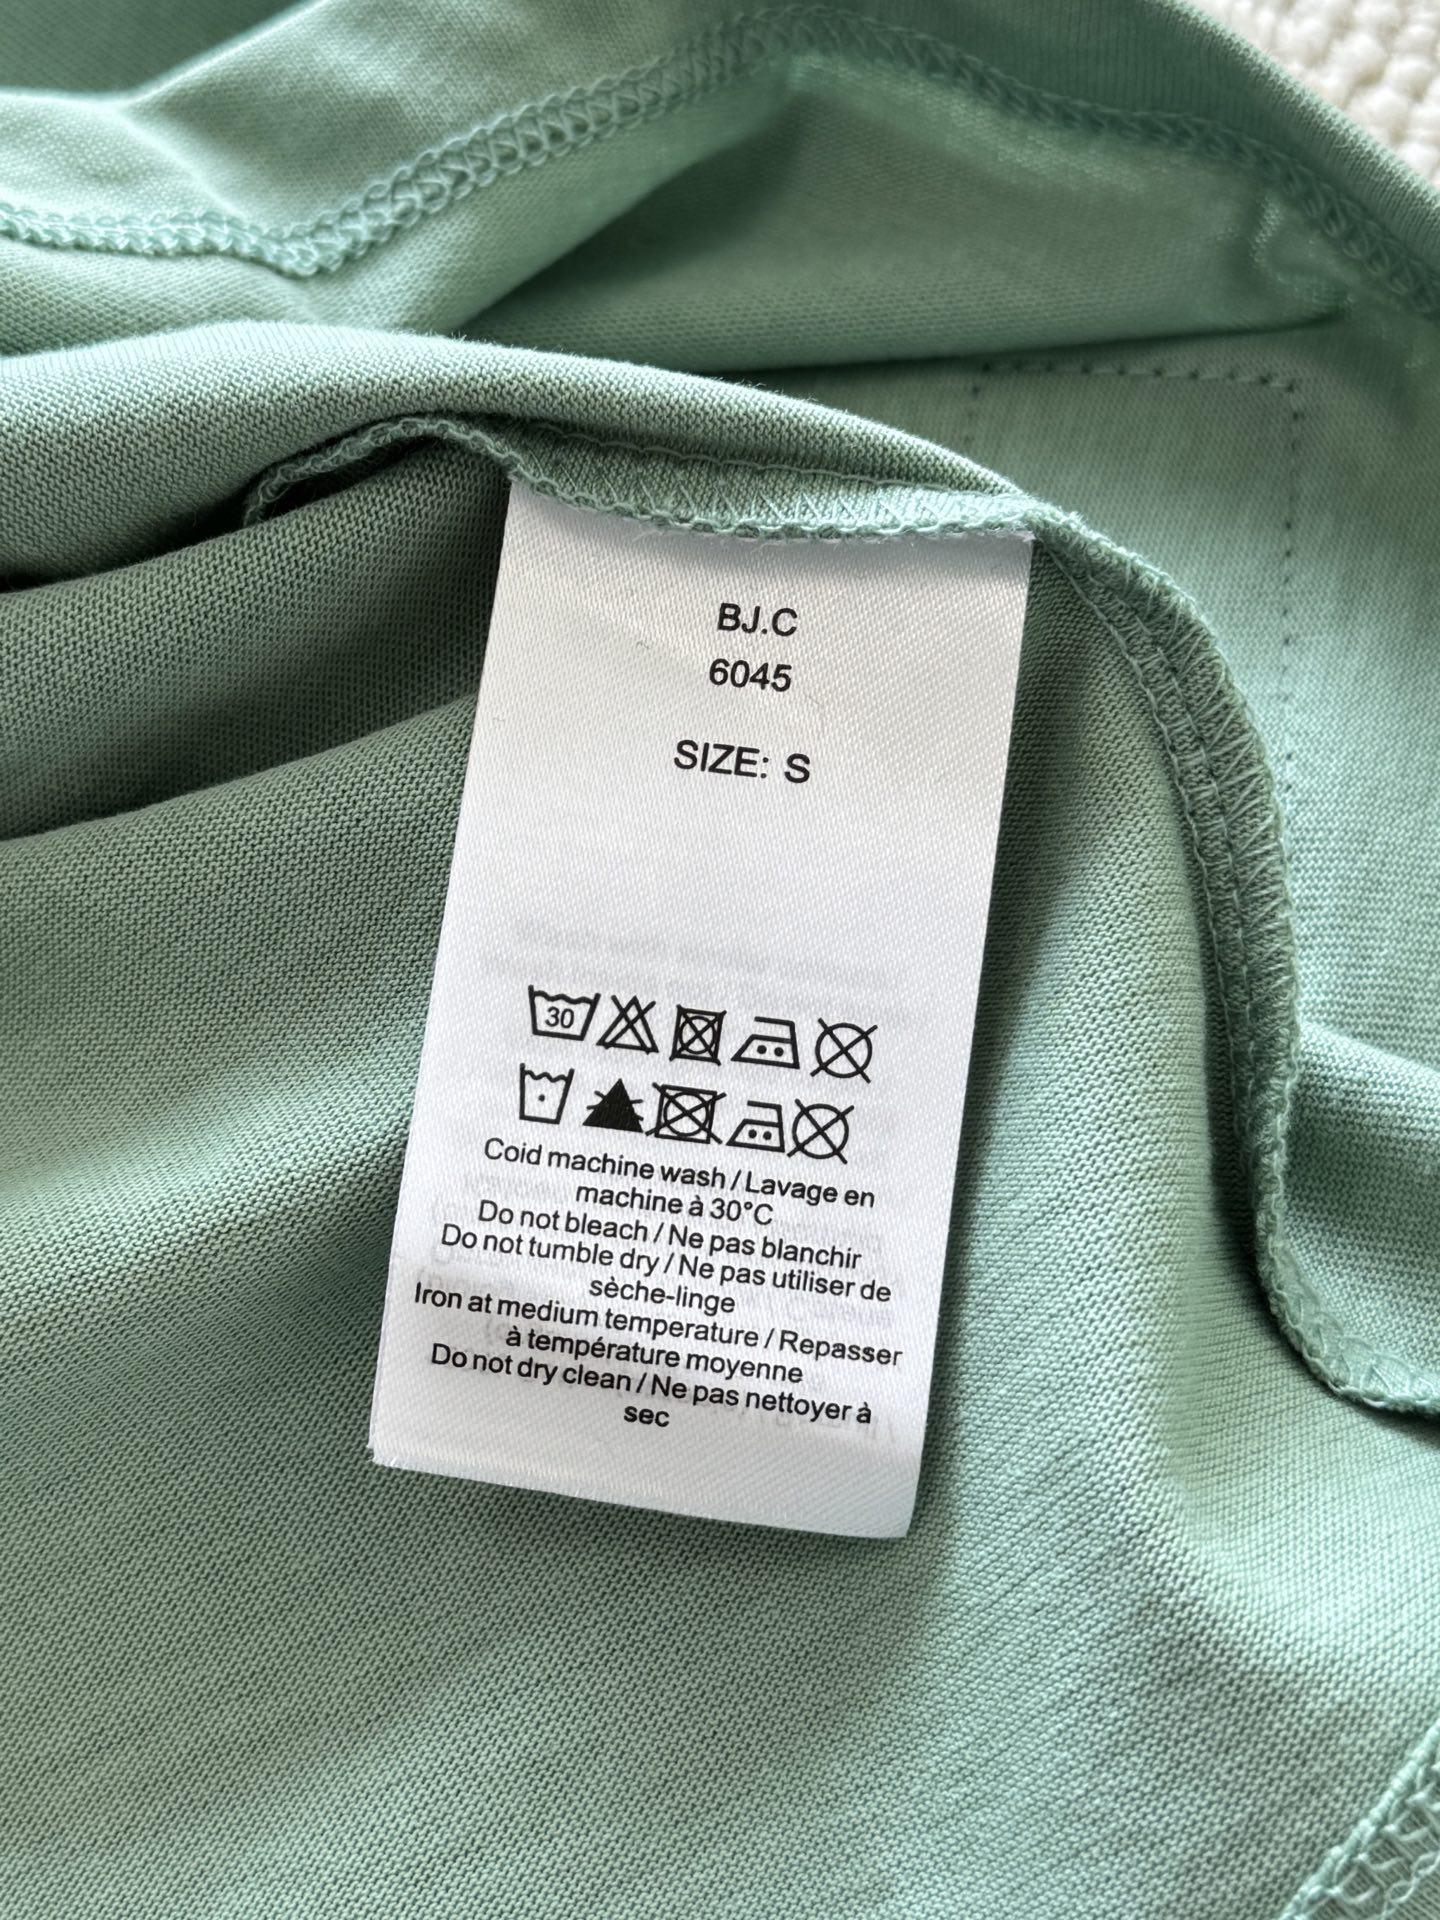 BJ.C
6045
SIZE: S
30
Coid machine wash / Lavage en
machine à 30°C
Do not bleach / Ne pas blanchir
Do not tumble dry / Ne pas utiliser de
sèche-linge
Iron at medium temperature / Repasser
à température moyenne
Do not dry clean / Ne pas nettoyer à
sec